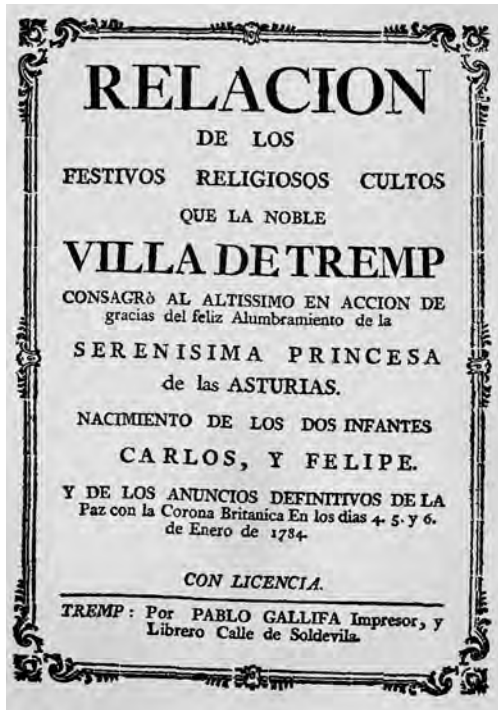 RELACION
DE LOS
FESTIVOS RELIGIOSOS CULTOS
QUE LA NOBLE
VILLA DE TREMP
CONSAGRÒ AL ALTISSIMO EN ACCION DE
gracias del feliz Alumbramiento de la
SERENISIMA PRINCESA
de las ASTURIAS.
NACIMIENTO DE LOS DOS INFANTES
CARLOS, Y FELIPE.
Y DE LOS ANUNCIOS DEFINITIVOS DE LA
Paz con la Corona Britanica En los dias 4. 5. y 6.
de Enero de 1784.
CON LICENCIA.
TREMP: Por PABLO GALLIFA Impresor, y
Librero Calle de Soldevila.